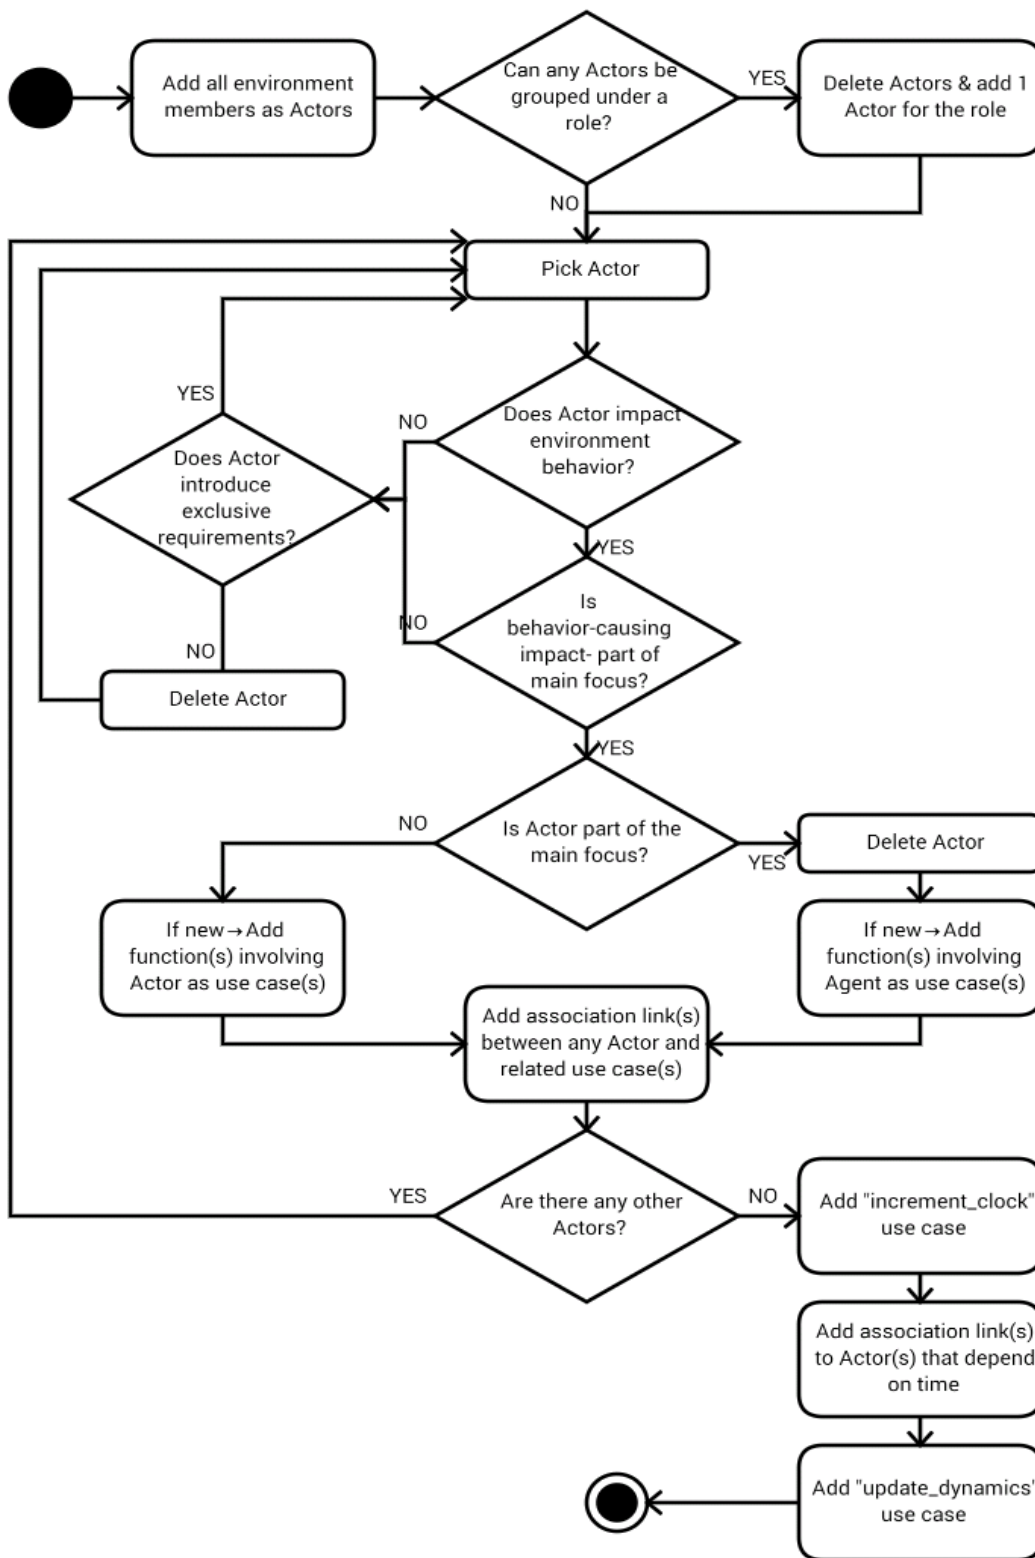 Add all environment
members as Actors
Can any Actors be
grouped under a
role?
YES
Delete Actors & add 1
Actor for the role
NO
Pick Actor
YES
NO
Does Actor impact
environment
behavior?
Does Actor
introduce
exclusive
requirements?
YES
Is
behavior-causing
impact- part of
main focus?
NO
NO
Delete Actor
YES
NO
Is Actor part of the
main focus?
YES
Delete Actor
If new→Add
function(s) involving
Actor as use case(s)
If new→Add
function(s) involving
Agent as use case(s)
Add association link(s)
between any Actor and
related use case(s)
YES
Are there any other
Actors?
NO
Add "increment_clock"
use case
Add association link(s)
to Actor(s) that depend
on time
Add "update_dynamics"
use case